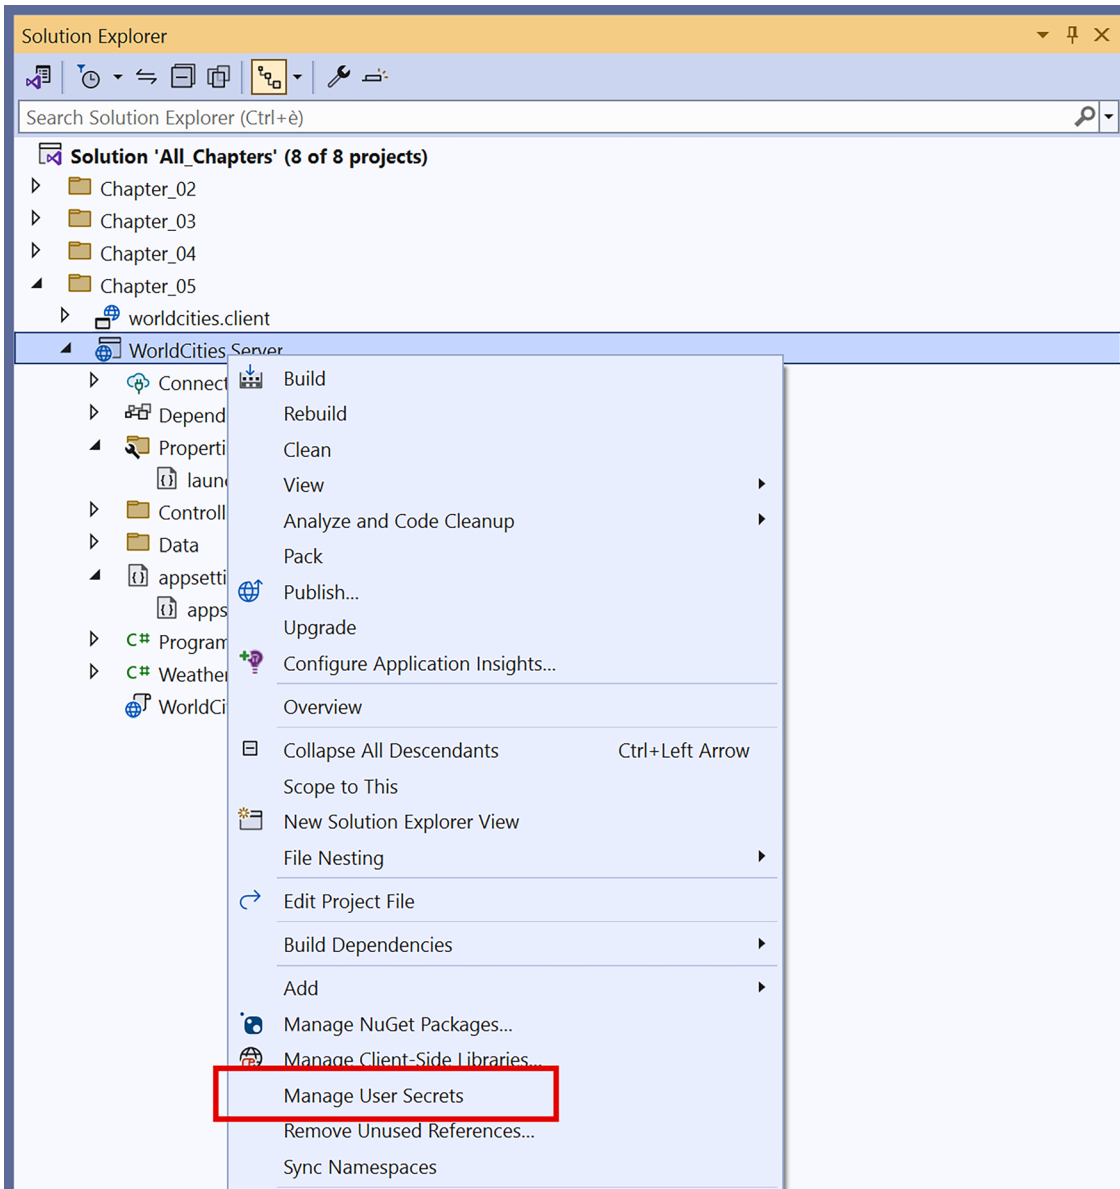 Solution Explorer
Search Solution Explorer (Ctrl+è)
Solution 'All_Chapters' (8 of 8 projects)
Chapter_02
Chapter_03
Chapter_04
Chapter_05
worldcities.client
WorldCities.Server
Connect
Depend
Properti
laun
Controll
Data
appsetti
apps
C# Program
C# Weather
WorldCi
Build
Rebuild
Clean
View
Analyze and Code Cleanup
Pack
Publish...
Upgrade
Configure Application Insights...
Overview
Collapse All Descendants Ctrl+Left Arrow
Scope to This
New Solution Explorer View
File Nesting
Edit Project File
Build Dependencies
Add
Manage NuGet Packages...
Manage Client-Side Libraries...
Manage User Secrets
Remove Unused References...
Sync Namespaces